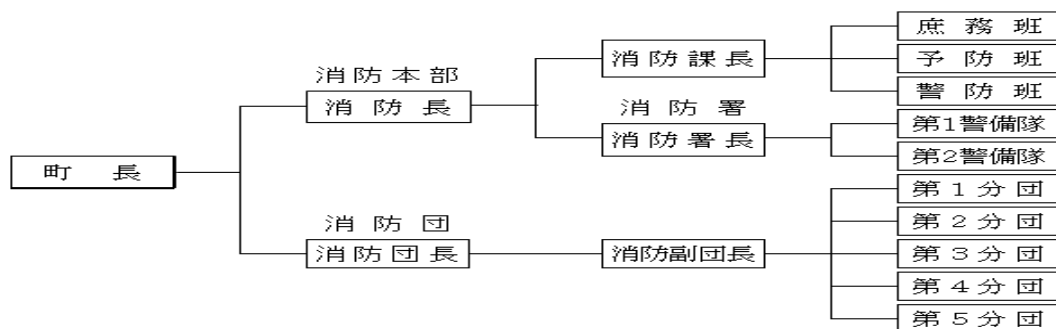 町長
消防本部
消防長
消防課長
庶務班
予防班
警防班
消防署
消防署長
第1警備隊
第2警備隊
消防団
消防団長
消防副団長
第1分団
第2分団
第3分団
第4分団
第5分団